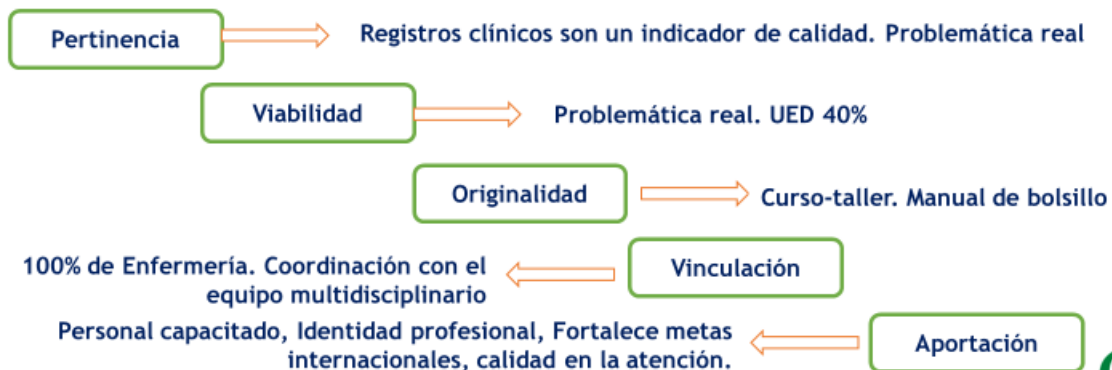 Pertinencia
Registros clínicos son un indicador de calidad. Problemática real
Viabilidad
Problemática real. UED 40%
Originalidad
Curso-taller. Manual de bolsillo
100% de Enfermería. Coordinación con el
equipo multidisciplinario
Vinculación
Personal capacitado, Identidad profesional, Fortalece metas
internacionales, calidad en la atención.
Aportación